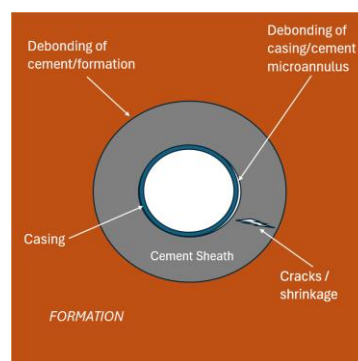 Debonding of
cement/formation
Debonding of
casing/cement
microannulus
Casing
Cement Sheath
Cracks /
shrinkage
FORMATION